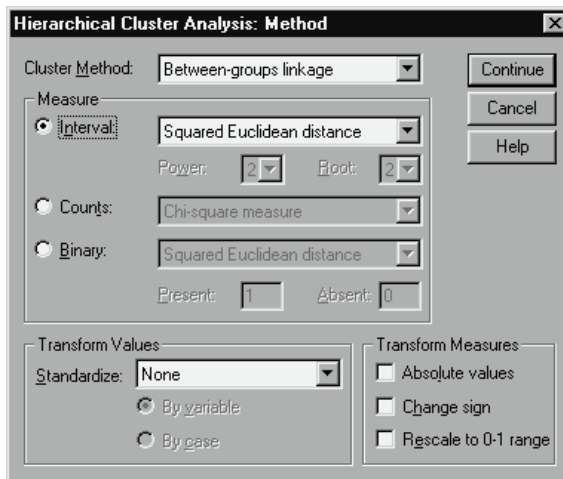 Hierarchical Cluster Analysis: Method
Cluster Method: Between-groups linkage
Continue
Cancel
Help
Measure
Interval: Squared Euclidean distance
Power: 2 Root: 2
Counts: Chi-square measure
Binary: Squared Euclidean distance
Present: 1 Absent: 0
Transform Values
Standardize: None
By variable
By case
Transform Measures
Absolute values
Change sign
Rescale to 0-1 range